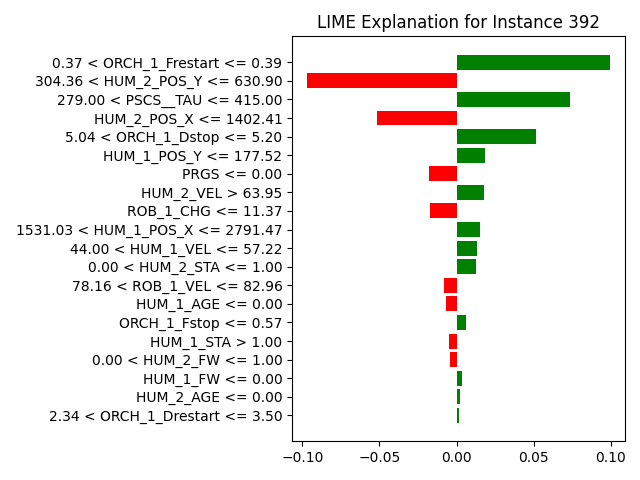 LIME Explanation for Instance 392
0.37 < ORCH_1_Frestart <= 0.39
304.36 < HUM_2_POS_Y <= 630.90
279.00 < PSCS__TAU <= 415.00
HUM_2_POS_X <= 1402.41
5.04 < ORCH_1_Dstop <= 5.20
HUM_1_POS_Y <= 177.52
PRGS <= 0.00
HUM_2_VEL > 63.95
ROB_1_CHG <= 11.37
1531.03 < HUM_1_POS_X <= 2791.47
44.00 < HUM_1_VEL <= 57.22
0.00 < HUM_2_STA <= 1.00
78.16 < ROB_1_VEL <= 82.96
HUM_1_AGE <= 0.00
ORCH_1_Fstop <= 0.57
HUM_1_STA > 1.00
0.00 < HUM_2_FW <= 1.00
HUM_1_FW <= 0.00
HUM_2_AGE <= 0.00
2.34 < ORCH_1_Drestart <= 3.50
−0.10 −0.05 0.00 0.05 0.10